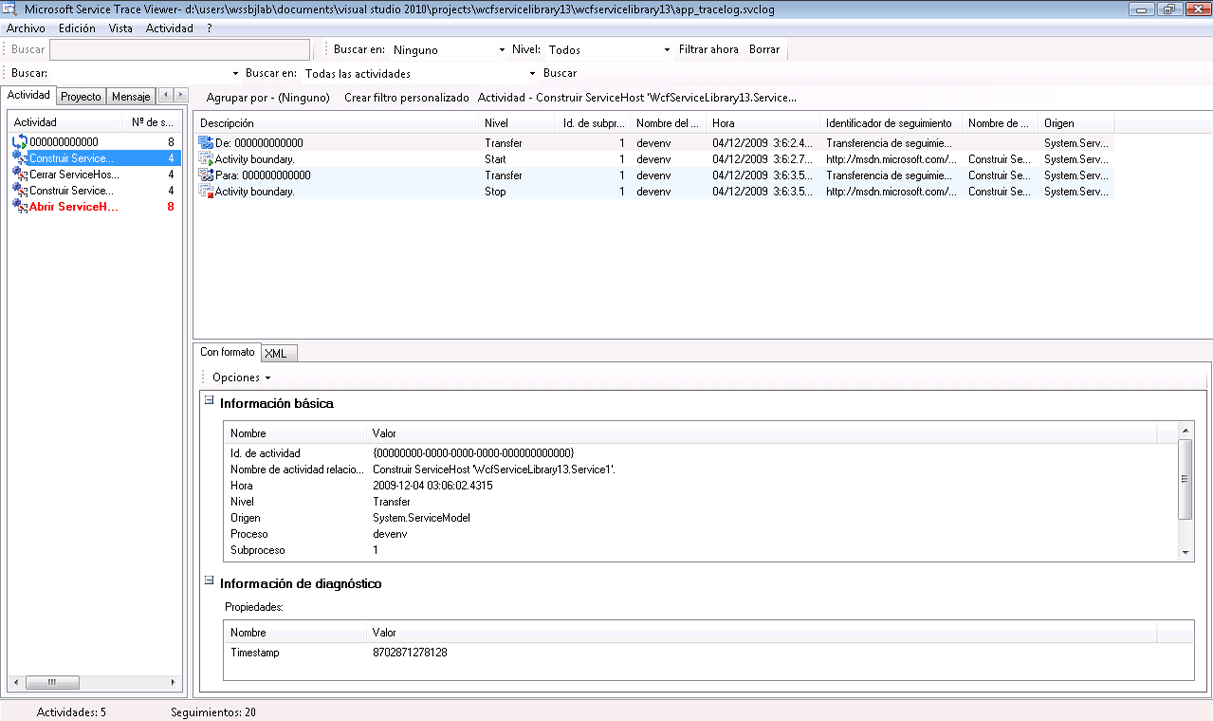 Microsoft Service Trace Viewer- d:\users\wssbjlab\documents\visual studio 2010\projects\wcfservicelibrary13\wcfservicelibrary13\app_tracelog.svclog
Archivo Edición Vista Actividad ?
Buscar Buscar en: Ninguno Nivel: Todos Filtrar ahora Borrar
Buscar: Buscar en: Todas las actividades Buscar
Actividad Proyecto Mensaje
Agrupar por - (Ninguno) Crear filtro personalizado Actividad - Construir ServiceHost 'WcfServiceLibrary13.Service...
Actividad Nº de s...
000000000000 8
Construir Service... 4
Cerrar ServiceHos... 4
Construir Service... 4
Abrir ServiceH... 8
Descripción Nivel Id. de subpr... Nombre del ... Hora Identificador de seguimiento Nombre de ... Origen
De: 000000000000 Transfer 1 devenv 04/12/2009 3:6:2.4... Transferencia de seguimie... System.Serv...
Activity boundary. Start 1 devenv 04/12/2009 3:6:2.7... http://msdn.microsoft.com/... Construir Se... System.Serv...
Para: 000000000000 Transfer 1 devenv 04/12/2009 3:6:3.5... Transferencia de seguimie... Construir Se... System.Serv...
Activity boundary. Stop 1 devenv 04/12/2009 3:6:3.5... http://msdn.microsoft.com/... Construir Se... System.Serv...
Con formato XML
Opciones
Información básica
Nombre Valor
Id. de actividad {00000000-0000-0000-0000-000000000000}
Nombre de actividad relacio... Construir ServiceHost 'WcfServiceLibrary13.Service1'.
Hora 2009-12-04 03:06:02.4315
Nivel Transfer
Origen System.ServiceModel
Proceso devenv
Subproceso 1
Información de diagnóstico
Propiedades:
Nombre Valor
Timestamp 8702871278128
Actividades: 5 Seguimientos: 20